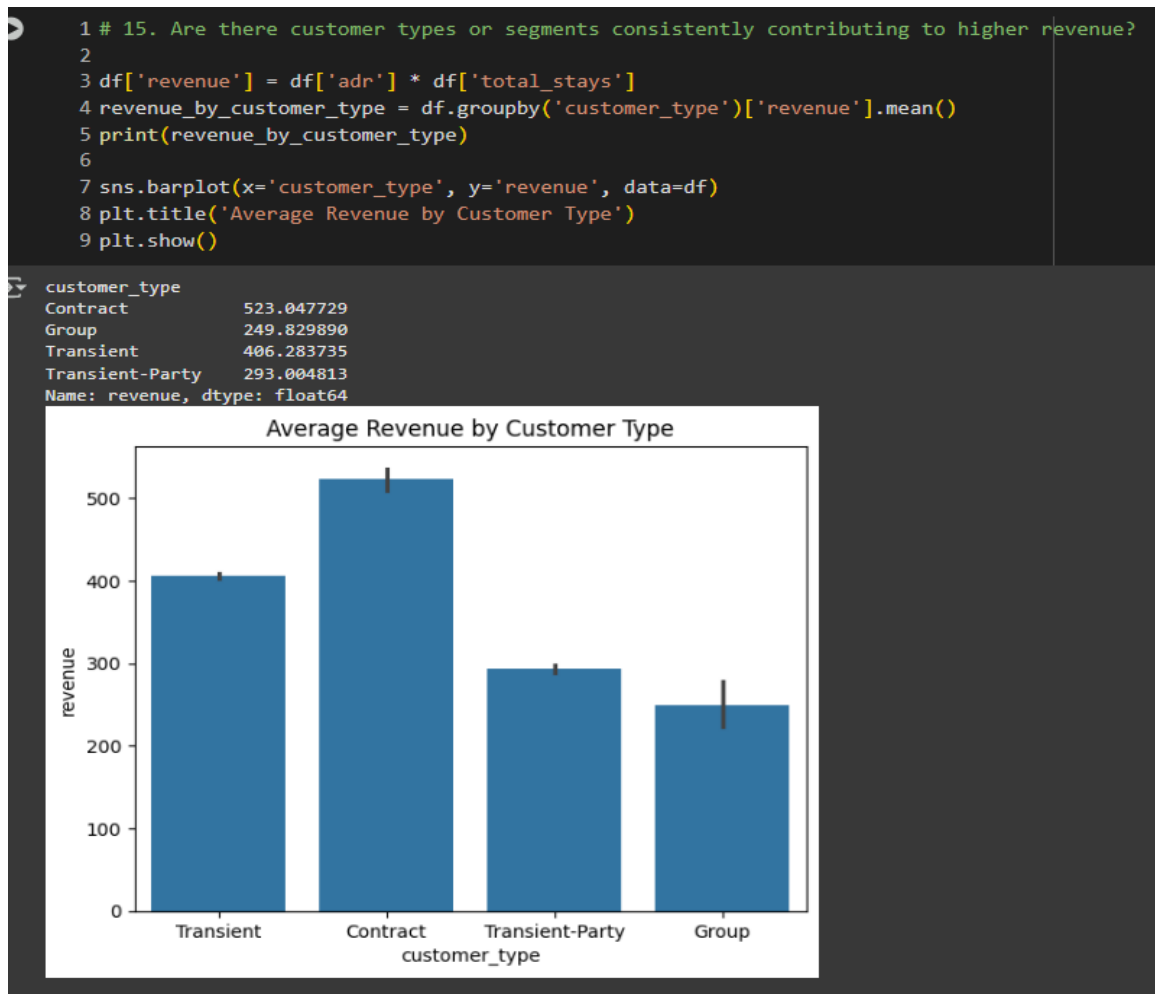 1 # 15. Are there customer types or segments consistently contributing to higher revenue?
2
3 df['revenue'] = df['adr'] * df['total_stays']
4 revenue_by_customer_type = df.groupby('customer_type')['revenue'].mean()
5 print(revenue_by_customer_type)
6
7 sns.barplot(x='customer_type', y='revenue', data=df)
8 plt.title('Average Revenue by Customer Type')
9 plt.show()
customer_type
Contract 523.047729
Group 249.829890
Transient 406.283735
Transient-Party 293.004813
Name: revenue, dtype: float64
Average Revenue by Customer Type
500
400
300
200
100
0
revenue
Transient Contract Transient-Party Group
customer_type